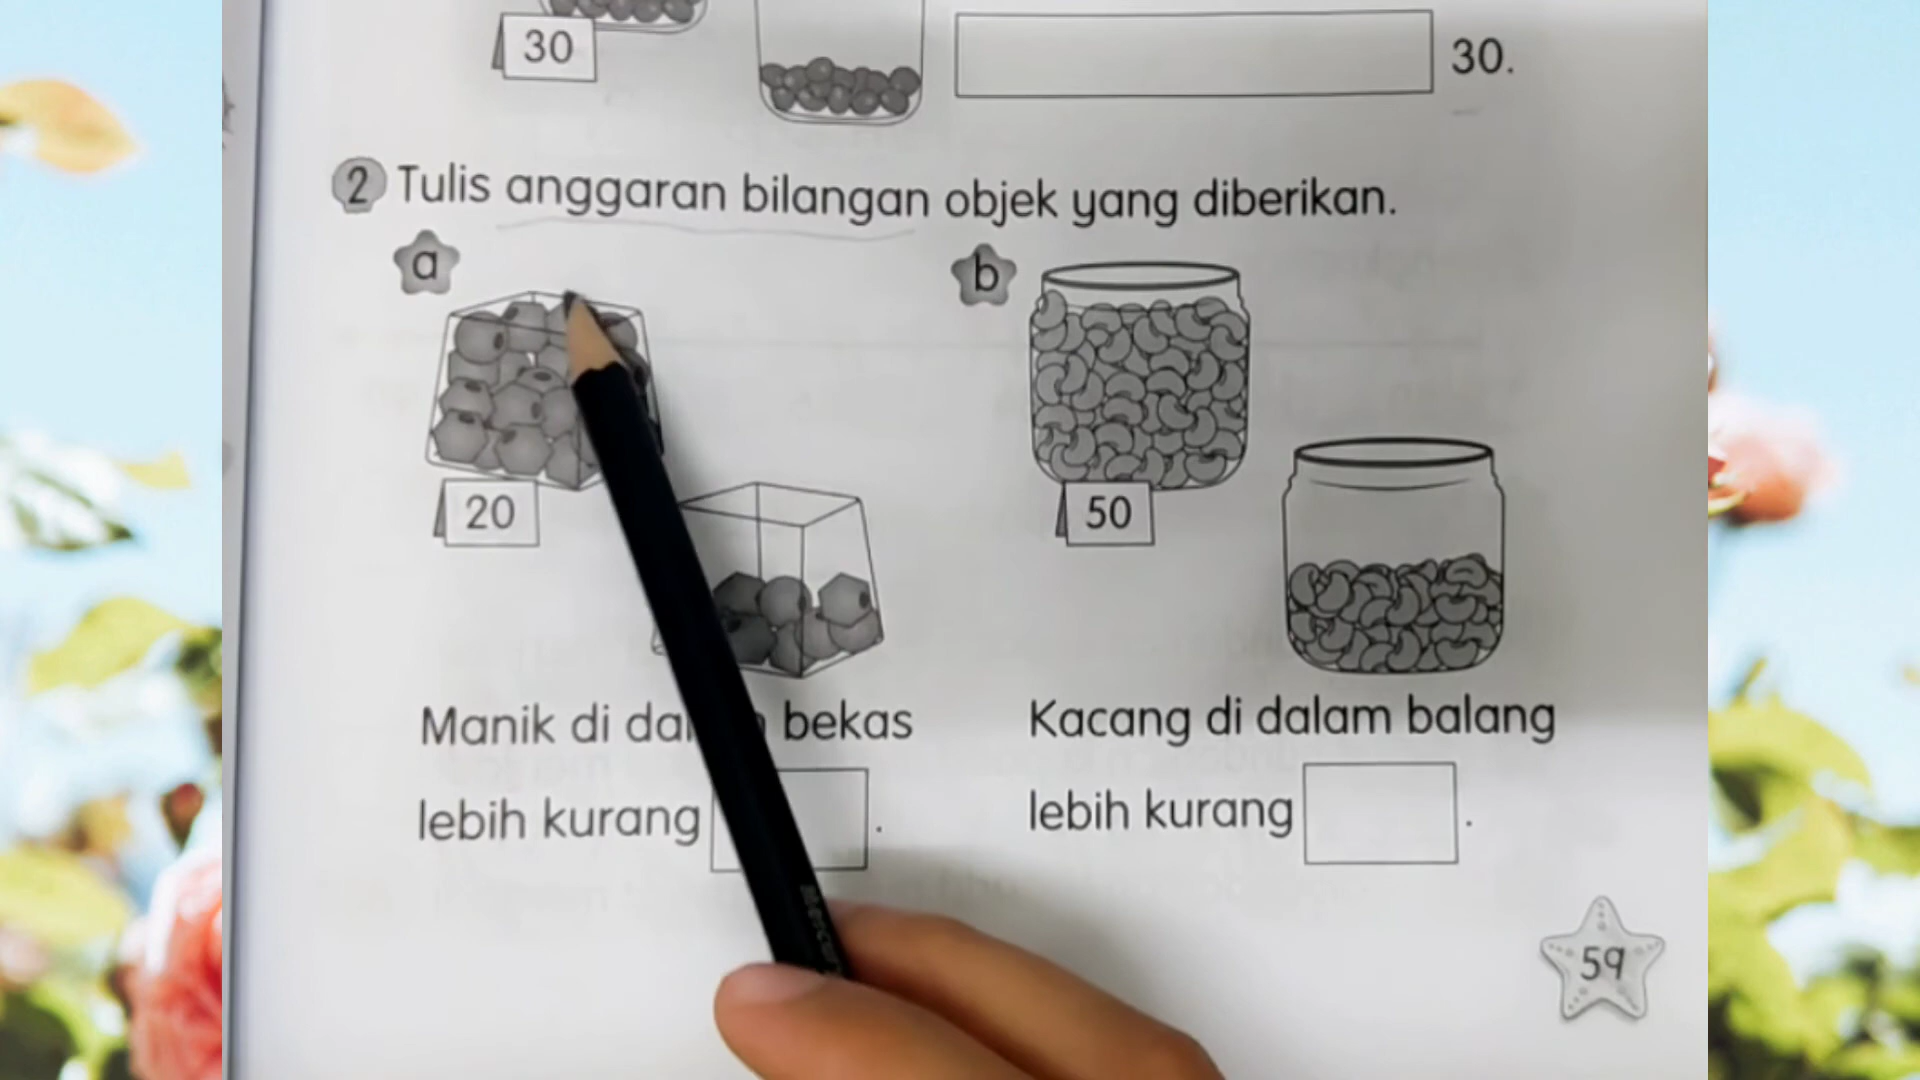 30
30.
2 Tulis anggaran bilangan objek yang diberikan.
a
b
20
50
Manik di bekas
lebih kurang .
Kacang di dalam balang
lebih kurang .
59